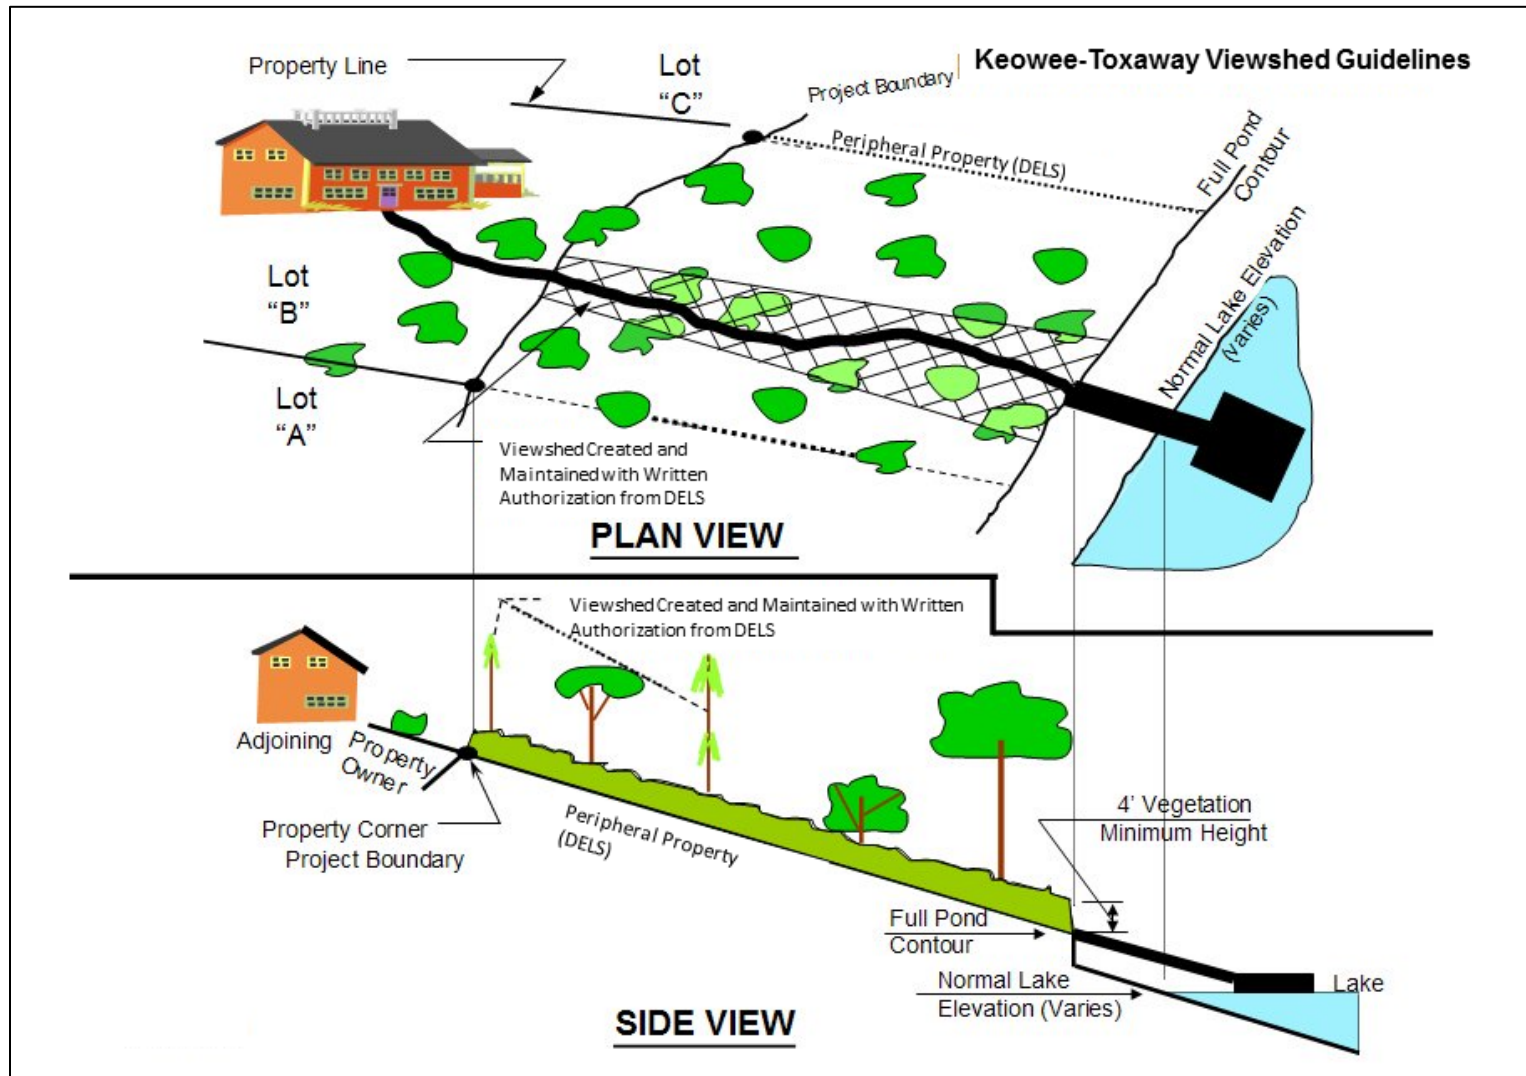 Keowee-Toxaway Viewshed Guidelines
Property Line
Lot
“C”
Project Boundary
Peripheral Property (DELS)
Full Pond
Contour
Normal Lake Elevation
(varies)
Lot
“B”
Lot
“A”
Viewshed Created and
Maintained with Written
Authorization from DELS
PLAN VIEW
Viewshed Created and Maintained with Written
Authorization from DELS
Adjoining
Property
Owner
Property Corner
Project Boundary
Peripheral Property
(DELS)
4’ Vegetation
Minimum Height
Full Pond
Contour
Normal Lake
Elevation (Varies)
Lake
SIDE VIEW